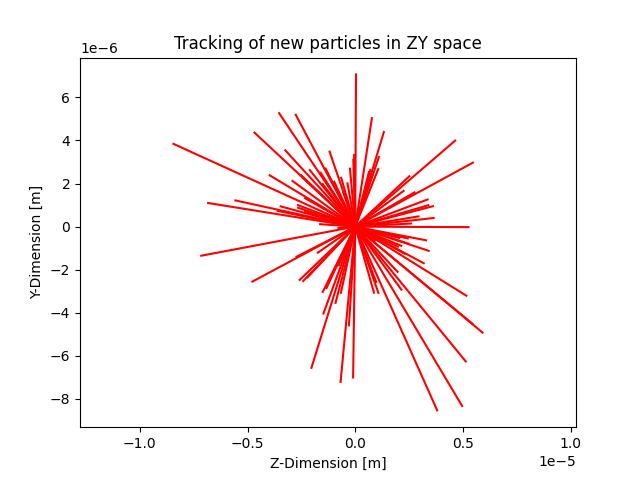 Tracking of new particles in ZY space
1e−6
6
4
2
0
−2
−4
−6
−8
Y-Dimension [m]
−1.0 −0.5 0.0 0.5 1.0
Z-Dimension [m]
1e−5